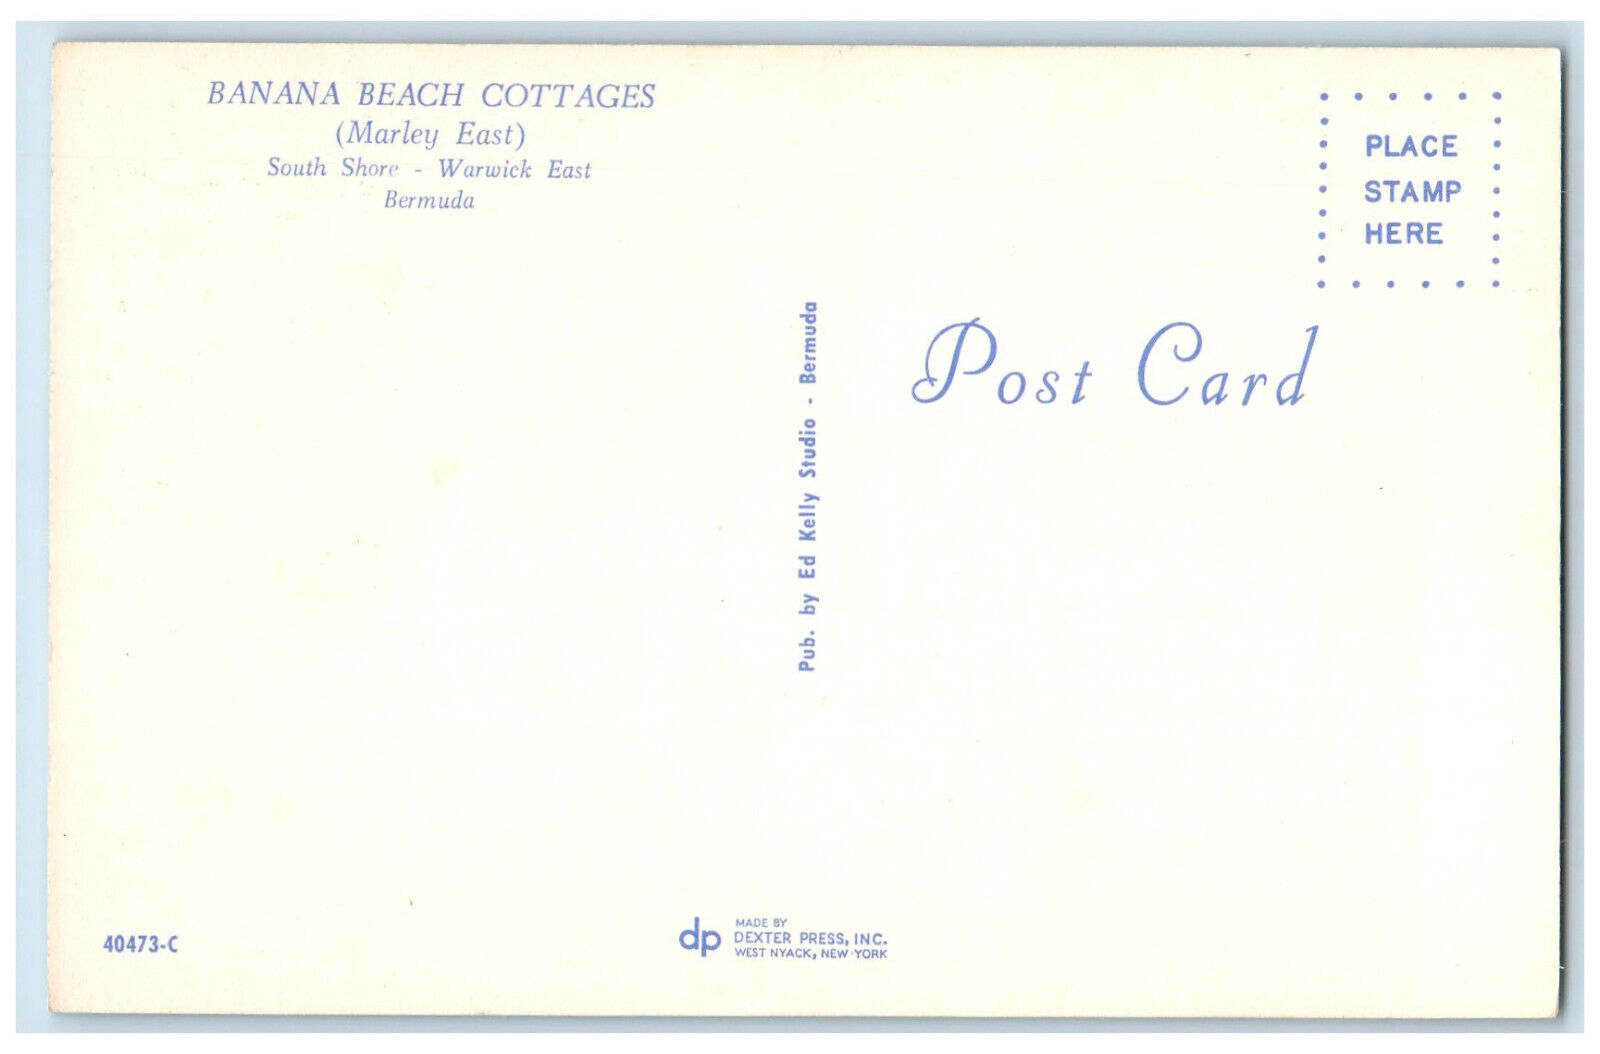 BANANA BEACH COTTAGES
(Marley East)
South Shore - Warwick East
Bermuda
PLACE
STAMP
HERE
Post Card
Pub. by Ed Kelly Studio - Bermuda
40473-C
dp
MADE BY
DEXTER PRESS, INC.
WEST NYACK, NEW YORK